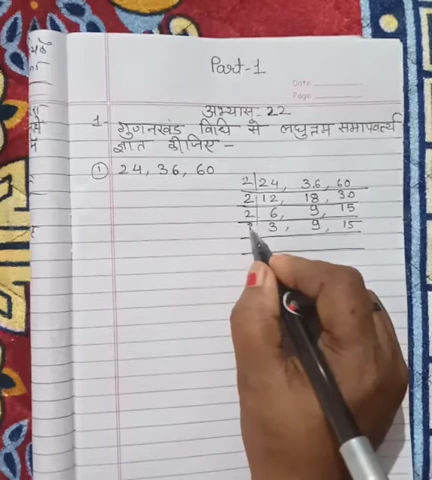 Part-1
Date
Page
अभ्यास: 22
1- गुणनखंड विधि से लघुत्तम समापवर्त्य
ज्ञात कीजिए -
① 24, 36, 60
2 24, 36, 60
2 12, 18, 30
2 6, 9, 15
3, 9, 15